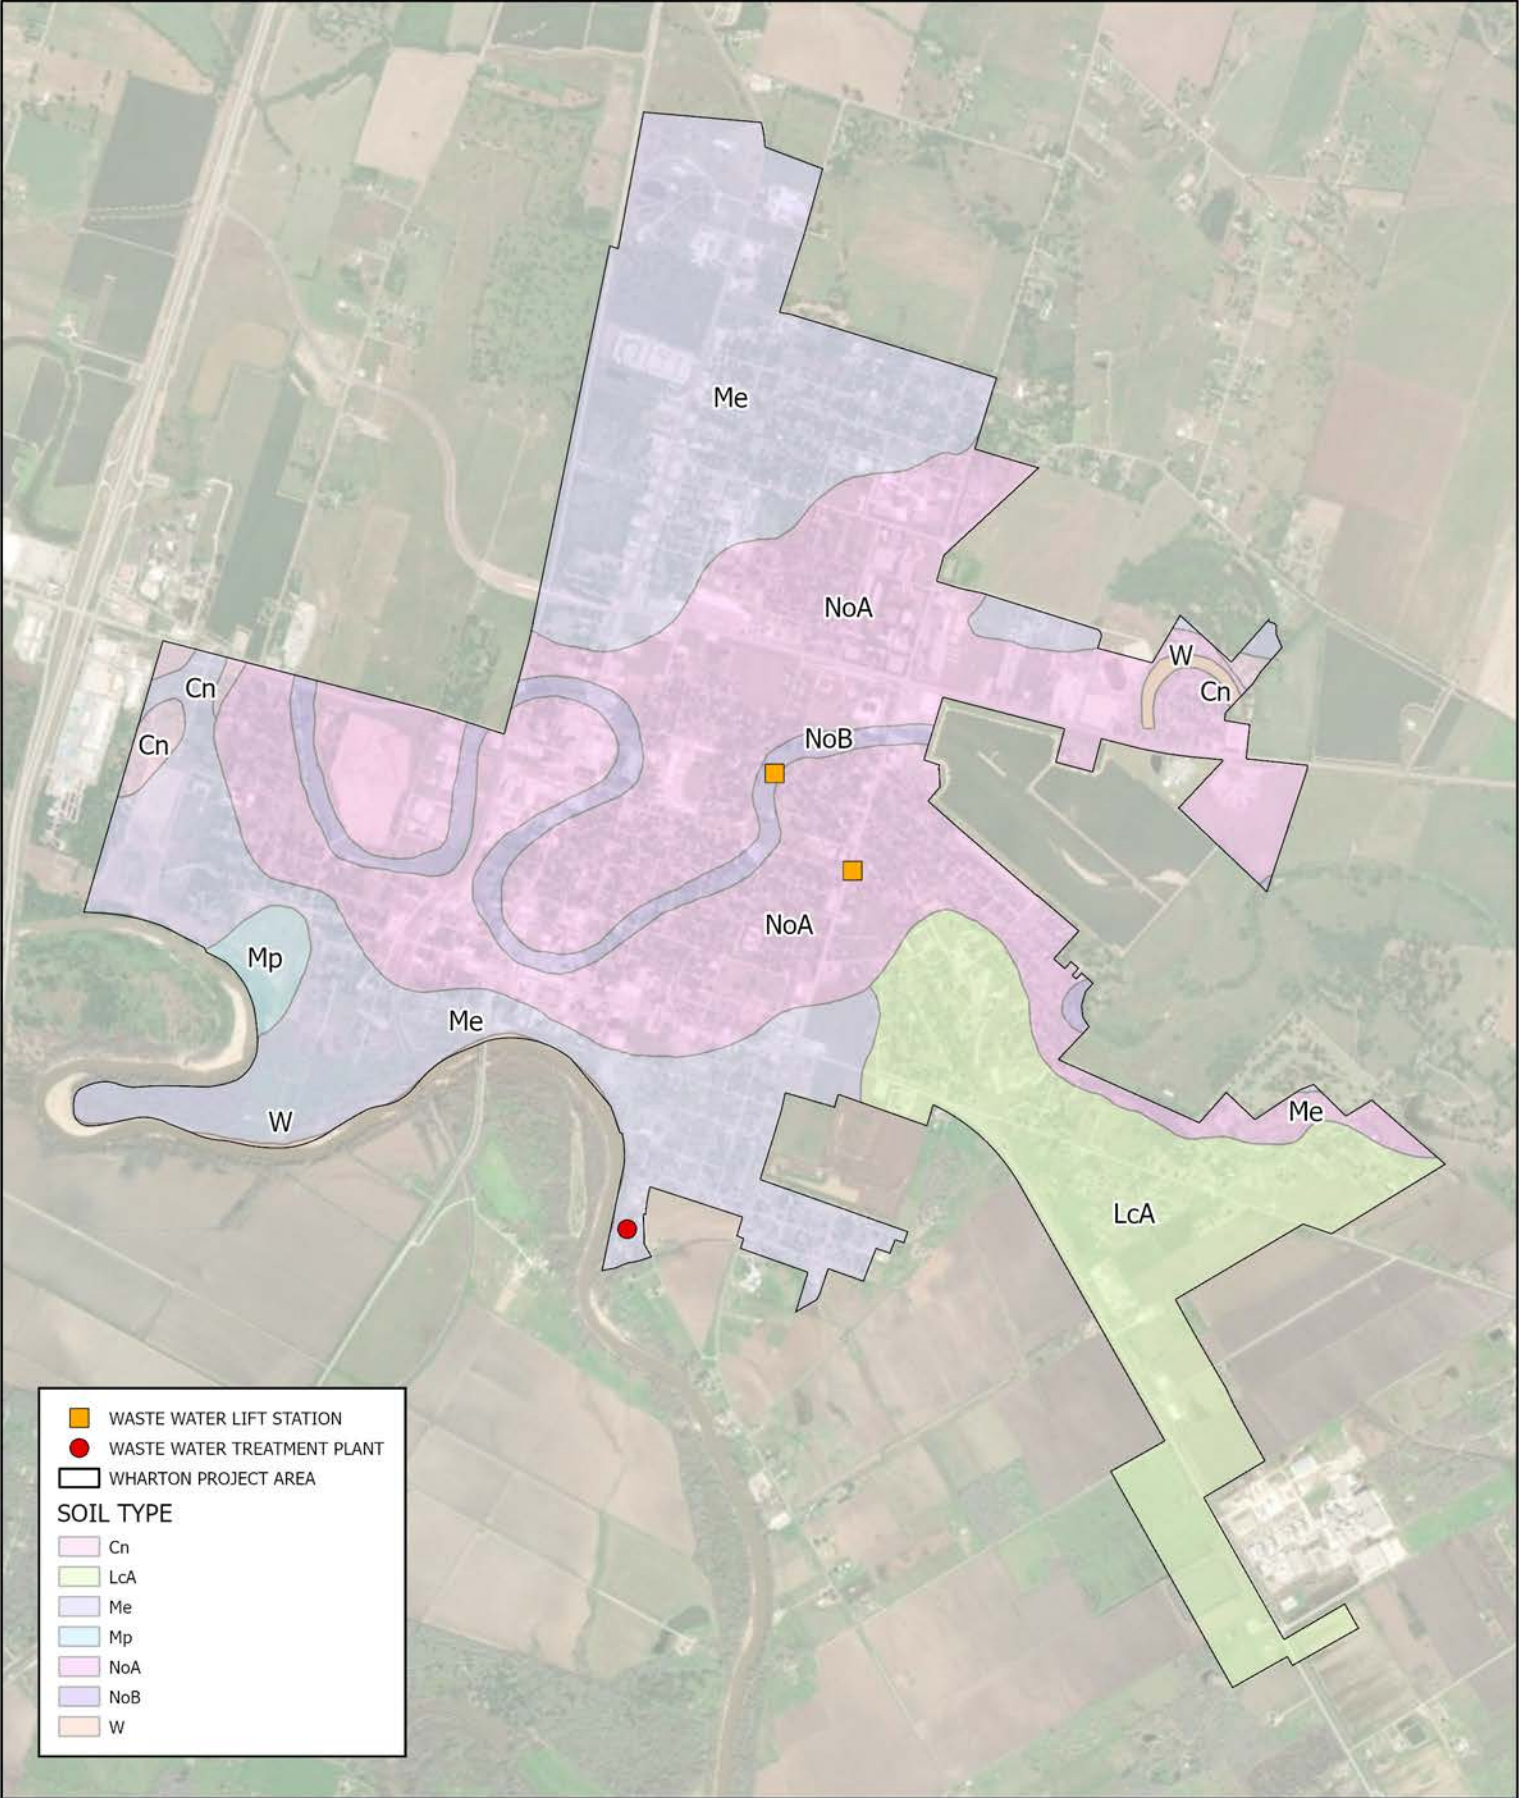 Me
NoA
W
Cn
Cn
Cn
NoB
NoA
Mp
Me
W
Me
LcA
WASTE WATER LIFT STATION
WASTE WATER TREATMENT PLANT
WHARTON PROJECT AREA
SOIL TYPE
Cn
LcA
Me
Mp
NoA
NoB
W